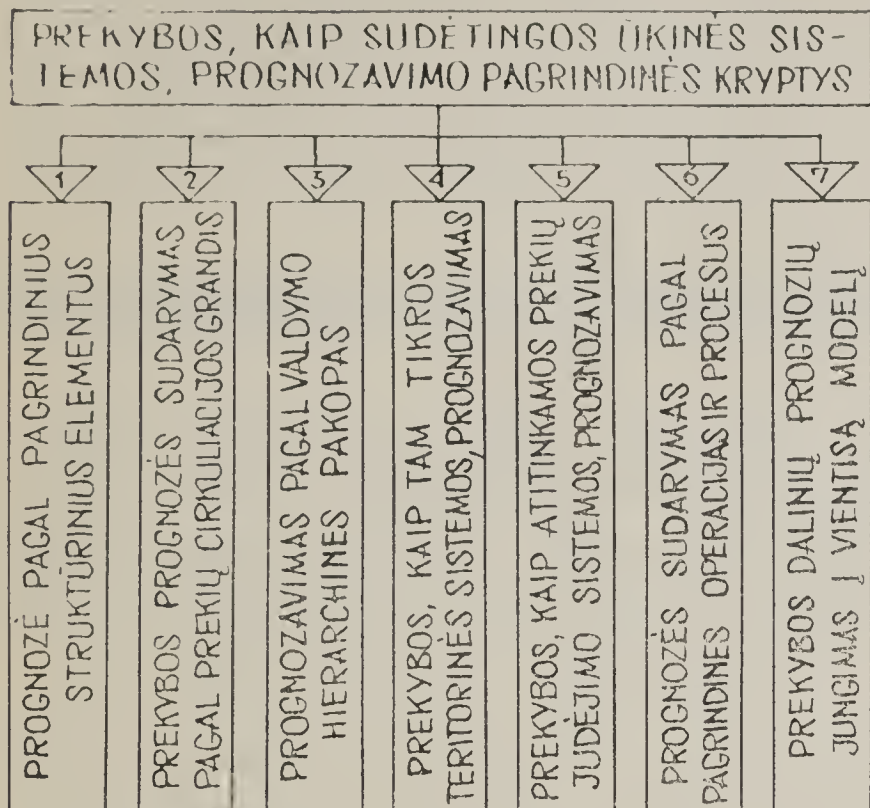 PREKYBOS, KAIP SUDĖTINGOS ŪKINĖS SIS-
TEMOS, PROGNOZAVIMO PAGRINDINĖS KRYPTYS
1
2
3
4
5
6
7
PROGNOZĖ PAGAL PAGRINDINIUS
STRUKTŪRINIUS ELEMENTUS
PREKYBOS PROGNOZĖS SUDARYMAS
PAGAL PREKIŲ CIRKULIACIJOS GRANDIS
PROGNOZAVIMAS PAGAL VALDYMO
HIERARCHINES PAKOPAS
PREKYBOS, KAIP TAM TIKROS
TERITORINĖS SISTEMOS, PROGNOZAVIMAS
PREKYBOS, KAIP ATITINKAMOS PREKIŲ
JUDĖJIMO SISTEMOS, PROGNOZAVIMAS
PROGNOZĖS SUDARYMAS PAGAL
PAGRINDINES OPERACIJAS IR PROCESUS
PREKYBOS DALINIŲ PROGNOZIŲ
JUNGIMAS Į VIENTISĄ MODELĮ